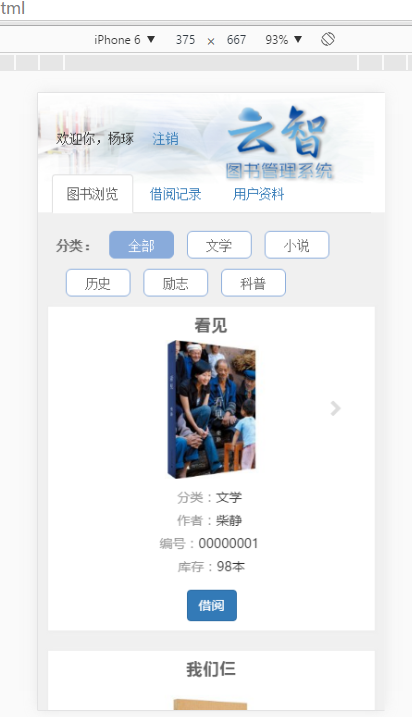 tml
iPhone 6 ▼ 375 × 667 93% ▼
欢迎你，杨琢 注销
云智
图书管理系统
图书浏览 借阅记录 用户资料
分类： 全部 文学 小说
历史 励志 科普
看见
分类：文学
作者：柴静
编号：00000001
库存：98本
借阅
我们仨